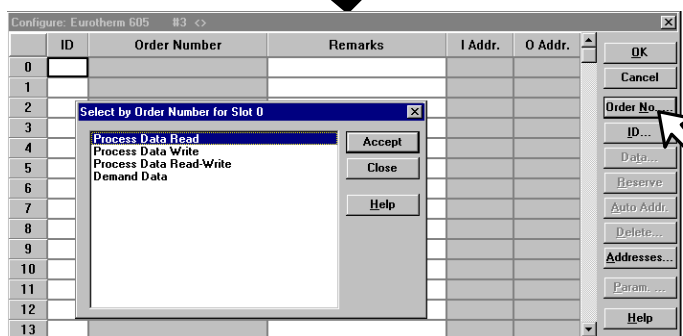 Configure: Eurotherm 605 #3 <>
ID Order Number Remarks I Addr. O Addr.
OK
Cancel
Order No....
ID...
Data...
Reserve
Auto Addr.
Delete...
Addresses...
Param. ...
Help
0
1
2
3
4
5
6
7
8
9
10
11
12
13
Select by Order Number for Slot 0
Process Data Read
Process Data Write
Process Data Read-Write
Demand Data
Accept
Close
Help